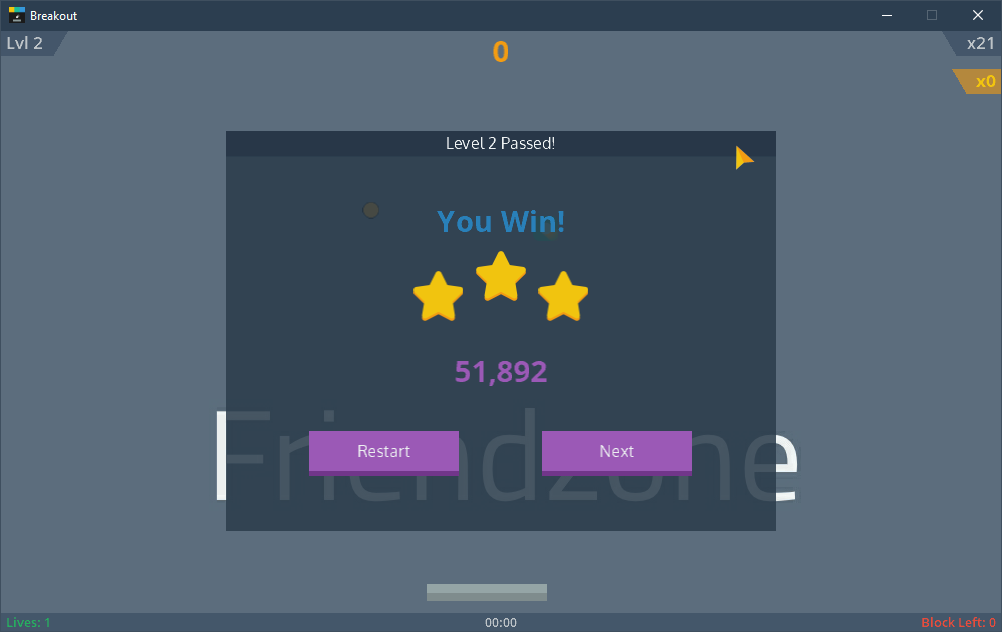 Breakout
Lvl 2
0
x21
x0
Level 2 Passed!
You Win!
51,892
Friendzone
Restart
Next
Lives: 1
00:00
Block Left: 0